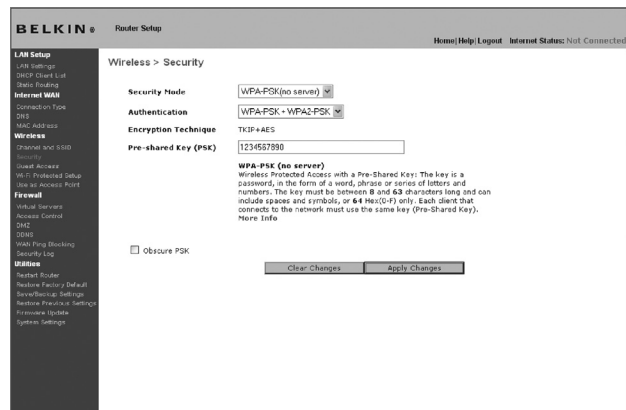 BELKIN®
Router Setup
Home|Help|Logout Internet Status: Not Connected
LAN Setup
LAN Settings
DHCP Client List
Static Routing
Internet WAN
Connection Type
DNS
MAC Address
Wireless
Channel and SSID
Security
Guest Access
Wi-Fi Protected Setup
Use as Access Point
Firewall
Virtual Servers
Access Control
DMZ
DDNS
WAN Ping Blocking
Security Log
Utilities
Restart Router
Restore Factory Default
Save/Backup Settings
Restore Previous Settings
Firmware Update
System Settings
Wireless > Security
Security Mode WPA-PSK(no server)
Authentication WPA-PSK + WPA2-PSK
Encryption Technique TKIP+AES
Pre-shared Key (PSK) 1234567890
WPA-PSK (no server)
Wireless Protected Access with a Pre-Shared Key: The key is a
password, in the form of a word, phrase or series of letters and
numbers. The key must be between 8 and 63 characters long and can
include spaces and symbols, or 64 Hex(0-F) only. Each client that
connects to the network must use the same key (Pre-Shared Key).
More Info
Obscure PSK
Clear Changes Apply Changes